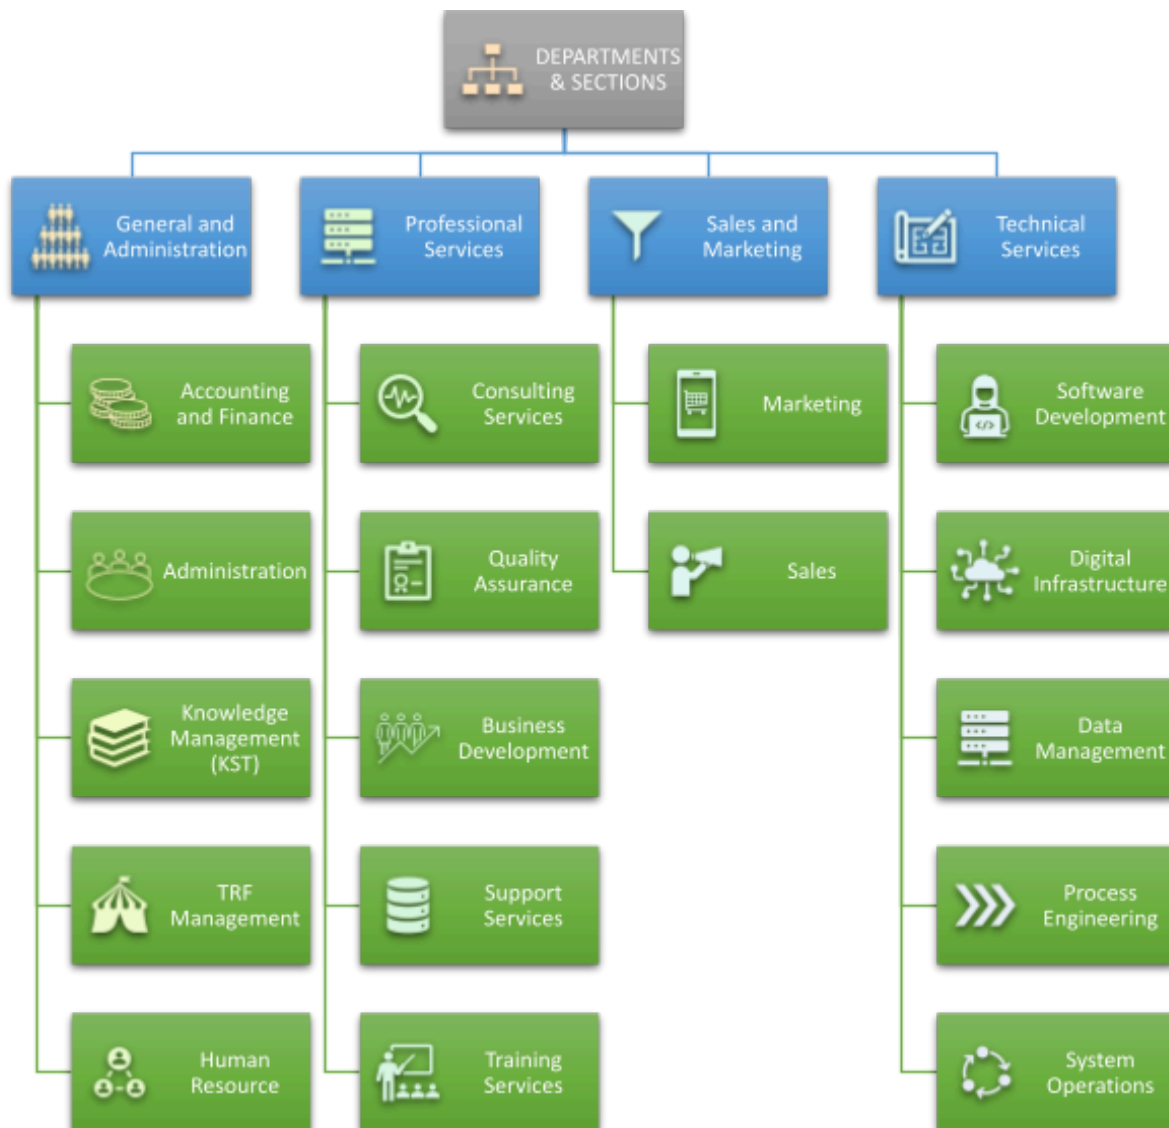 DEPARTMENTS
& SECTIONS
General and
Administration
Professional
Services
Sales and
Marketing
Technical
Services
Accounting
and Finance
Administration
Knowledge
Management
(KST)
TRF
Management
Human
Resource
Consulting
Services
Quality
Assurance
Business
Development
Support
Services
Training
Services
Marketing
Sales
Software
Development
Digital
Infrastructure
Data
Management
Process
Engineering
System
Operations